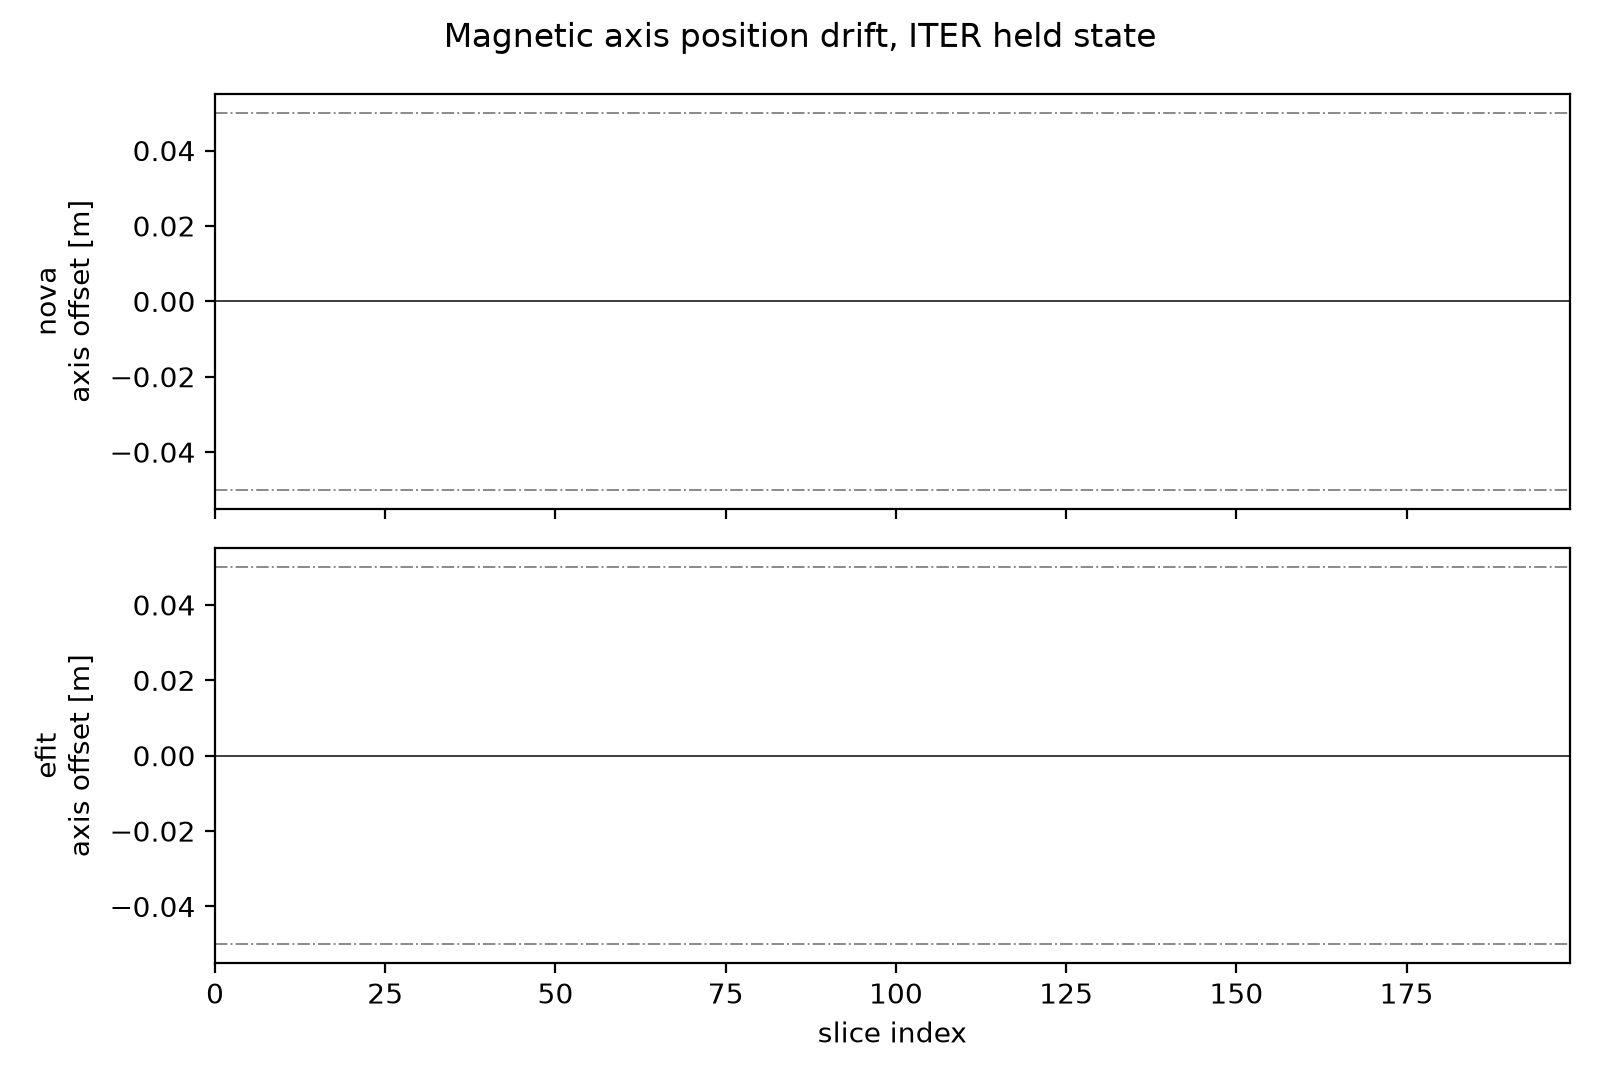 Magnetic axis position drift, ITER held state
nova
axis offset [m]
0.04
0.02
0.00
−0.02
−0.04
efit
axis offset [m]
0.04
0.02
0.00
−0.02
−0.04
0 25 50 75 100 125 150 175
slice index